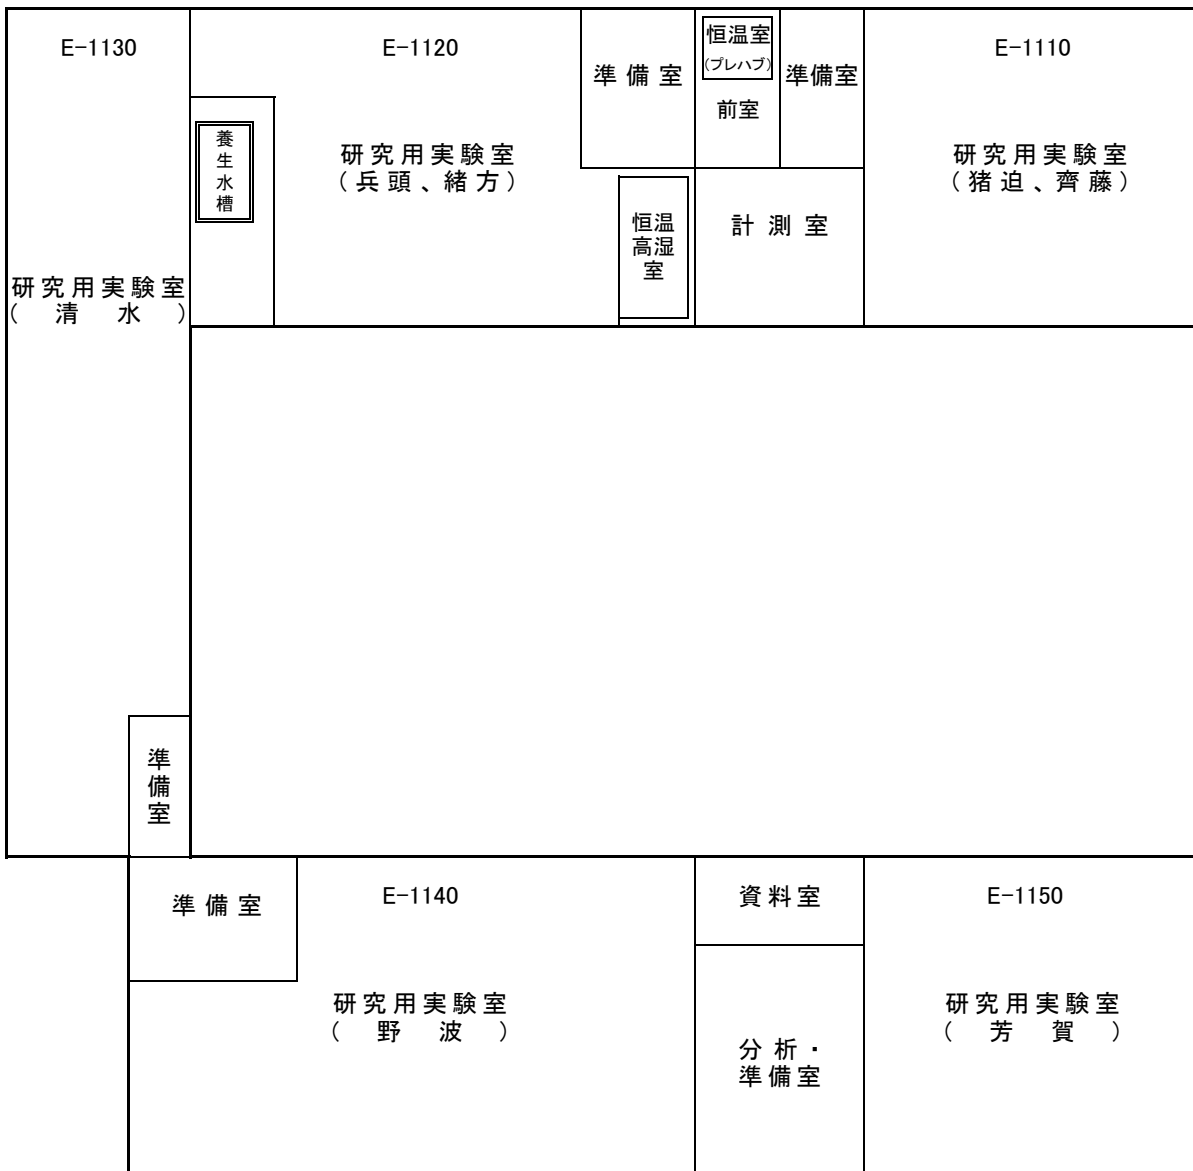 E-1130
研究用実験室
(清水)
E-1120
養生水槽
研究用実験室
(兵頭、緒方)
準備室
恒温
高湿
室
恒温室
(プレハブ)
前室
準備室
計測室
E-1110
研究用実験室
(猪迫、齊藤)
準備室
準備室
E-1140
研究用実験室
(野波)
資料室
分析・
準備室
E-1150
研究用実験室
(芳賀)